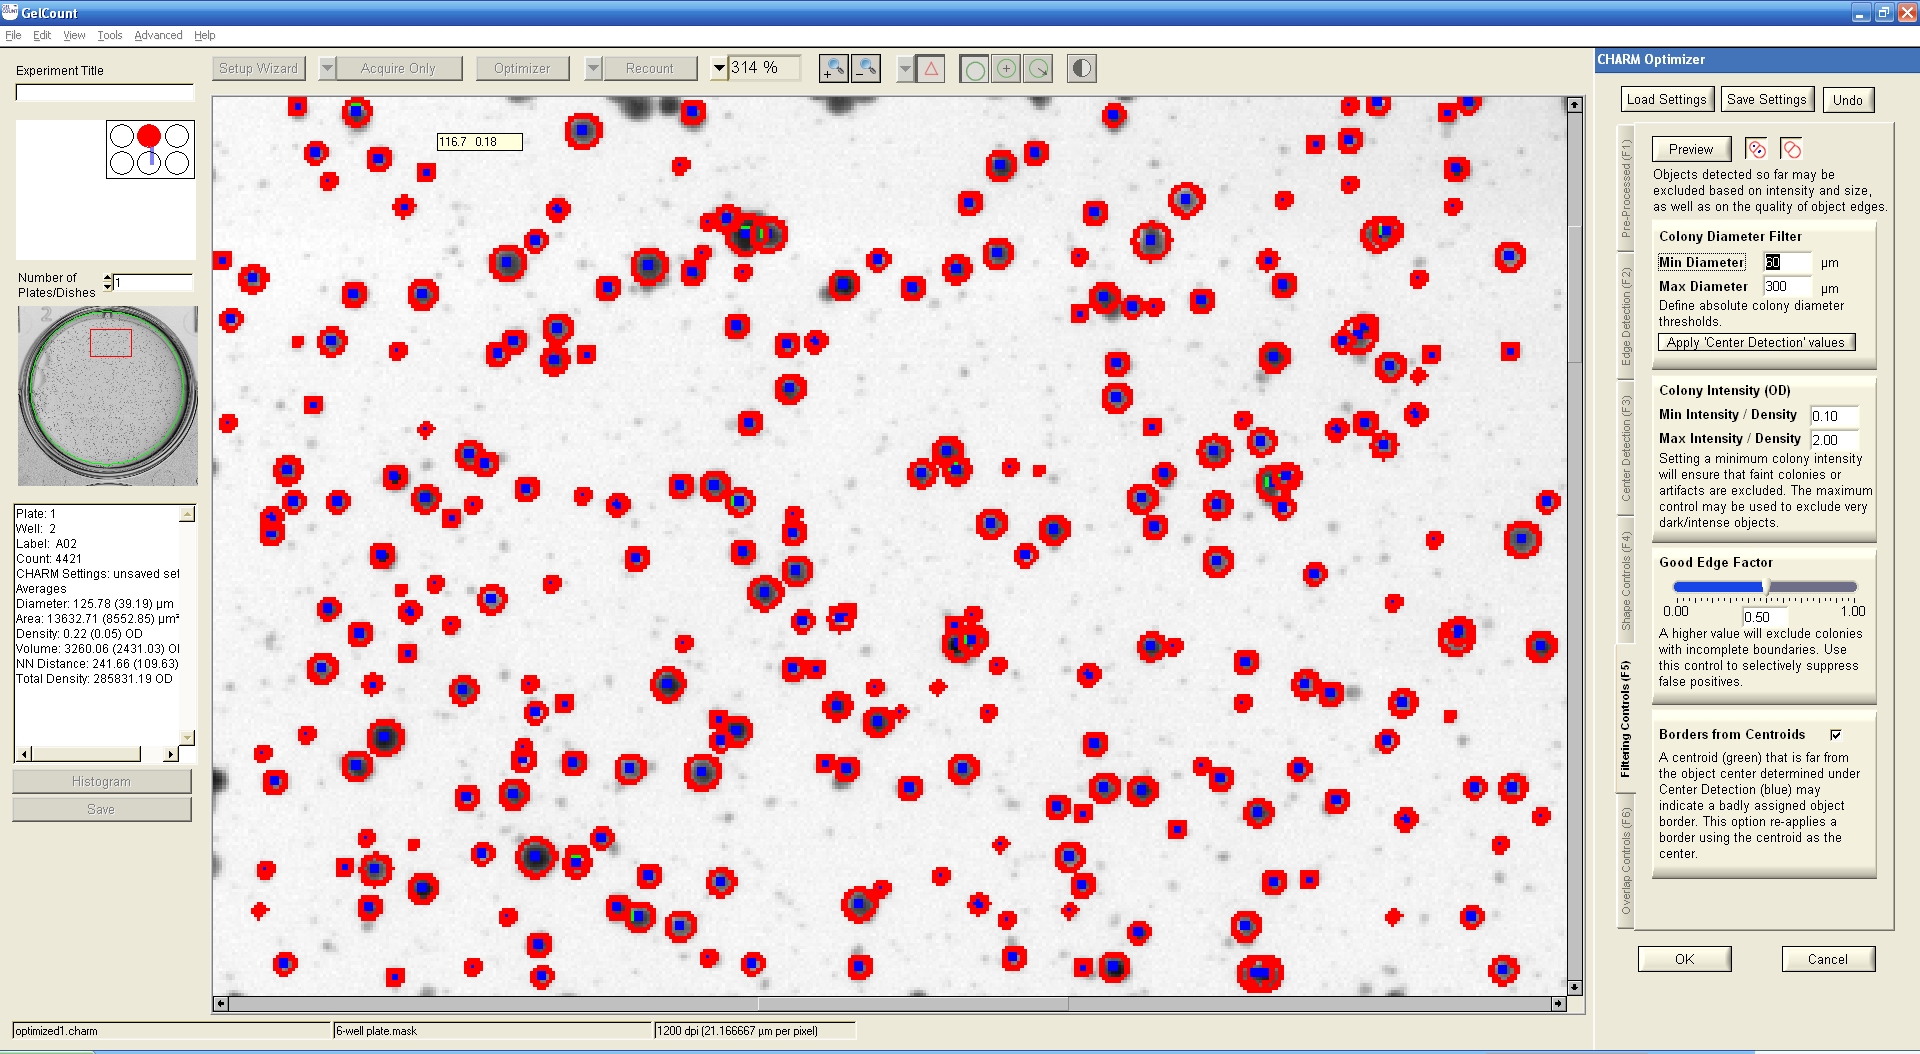 GelCount
File Edit View Tools Advanced Help
Experiment Title
Setup Wizard Acquire Only Optimizer Recount 314 %
116.7 0.18
Number of
Plates/Dishes 1
Plate: 1
Well: 2
Label: A02
Count: 4421
CHARM Settings: unsaved set
Averages
Diameter: 125.78 (39.19) µm
Area: 13632.71 (8552.85) µm²
Density: 0.22 (0.05) OD
Volume: 3260.06 (2431.03) OI
NN Distance: 241.66 (109.63)
Total Density: 285831.19 OD
Histogram
Save
optimized1.charm 6-well plate.mask 1200 dpi (21.166667 µm per pixel)
CHARM Optimizer
Load Settings Save Settings Undo
Pre-Processed (F1)
Edge Detection (F2)
Center Detection (F3)
Shape Controls (F4)
Filtering Controls (F5)
Overlap Controls (F6)
Preview
Objects detected so far may be
excluded based on intensity and size,
as well as on the quality of object edges.
Colony Diameter Filter
Min Diameter 60 µm
Max Diameter 300 µm
Define absolute colony diameter
thresholds.
Apply 'Center Detection' values
Colony Intensity (OD)
Min Intensity / Density 0.10
Max Intensity / Density 2.00
Setting a minimum colony intensity
will ensure that faint colonies or
artifacts are excluded. The maximum
control may be used to exclude very
dark/intense objects.
Good Edge Factor
0.00 0.50 1.00
A higher value will exclude colonies
with incomplete boundaries. Use
this control to selectively suppress
false positives.
Borders from Centroids
A centroid (green) that is far from
the object center determined under
Center Detection (blue) may
indicate a badly assigned object
border. This option re-applies a
border using the centroid as the
center.
OK Cancel